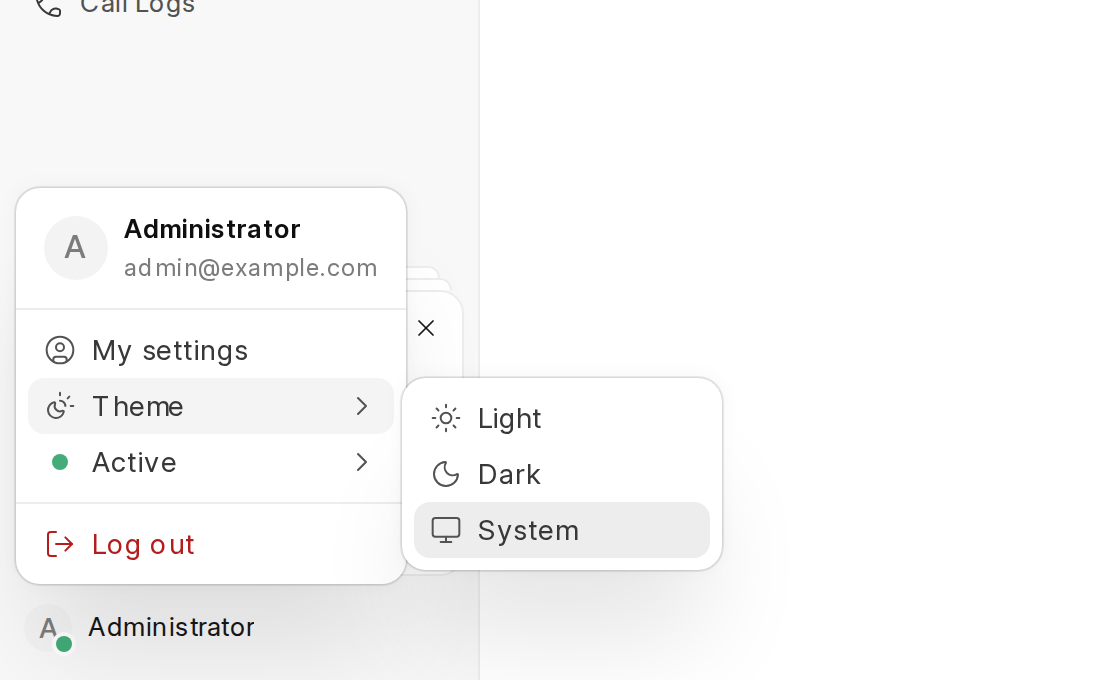 Call Logs
A
Administrator
admin@example.com
My settings
Theme
Active
Log out
Light
Dark
System
A
Administrator